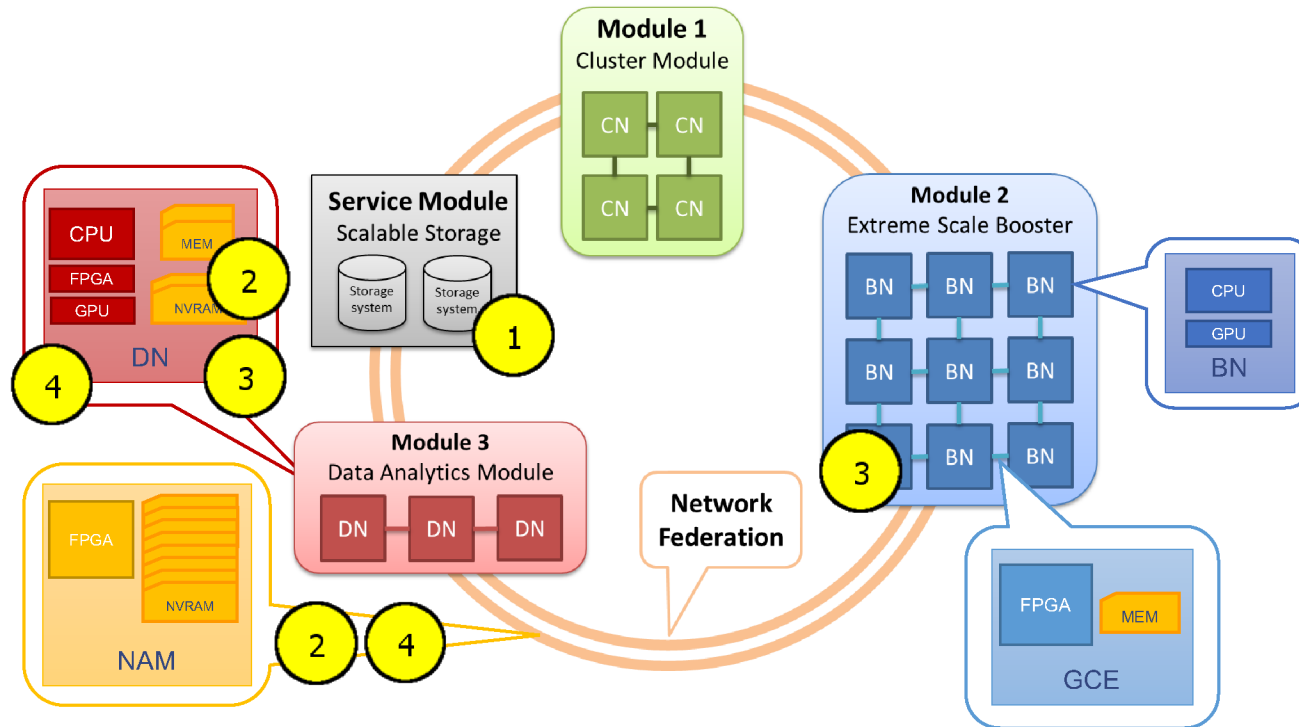 Module 1
Cluster Module
CN
CN
CN
CN
Service Module
Scalable Storage
Storage
system
Storage
system
1
Module 2
Extreme Scale Booster
BN
BN
BN
BN
BN
BN
BN
BN
3
CPU
GPU
BN
CPU
MEM
FPGA
NVRAM
GPU
2
DN
4
3
Module 3
Data Analytics Module
DN
DN
DN
Network
Federation
FPGA
NVRAM
NAM
2
4
FPGA
MEM
GCE